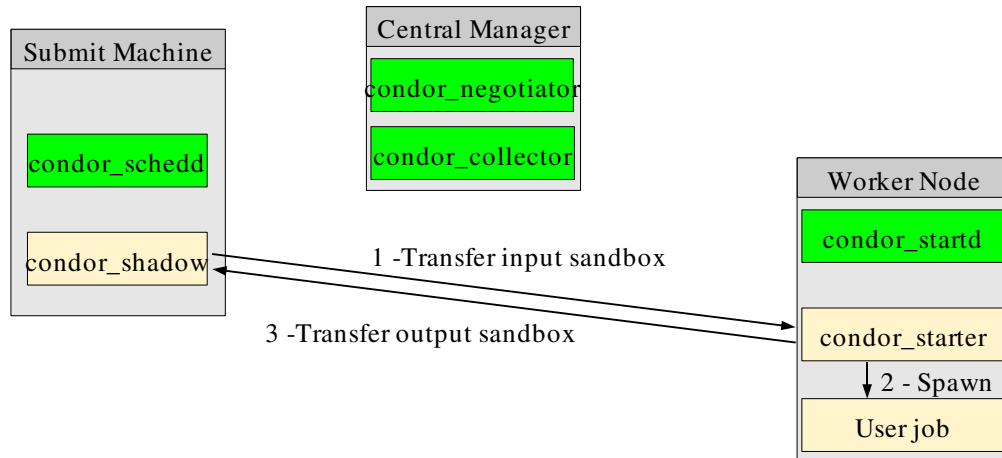 Submit Machine
condor_schedd
condor_shadow
Central Manager
condor_negotiator
condor_collector
1 -Transfer input sandbox
3 -Transfer output sandbox
Worker Node
condor_startd
condor_starter
2 - Spawn
User job